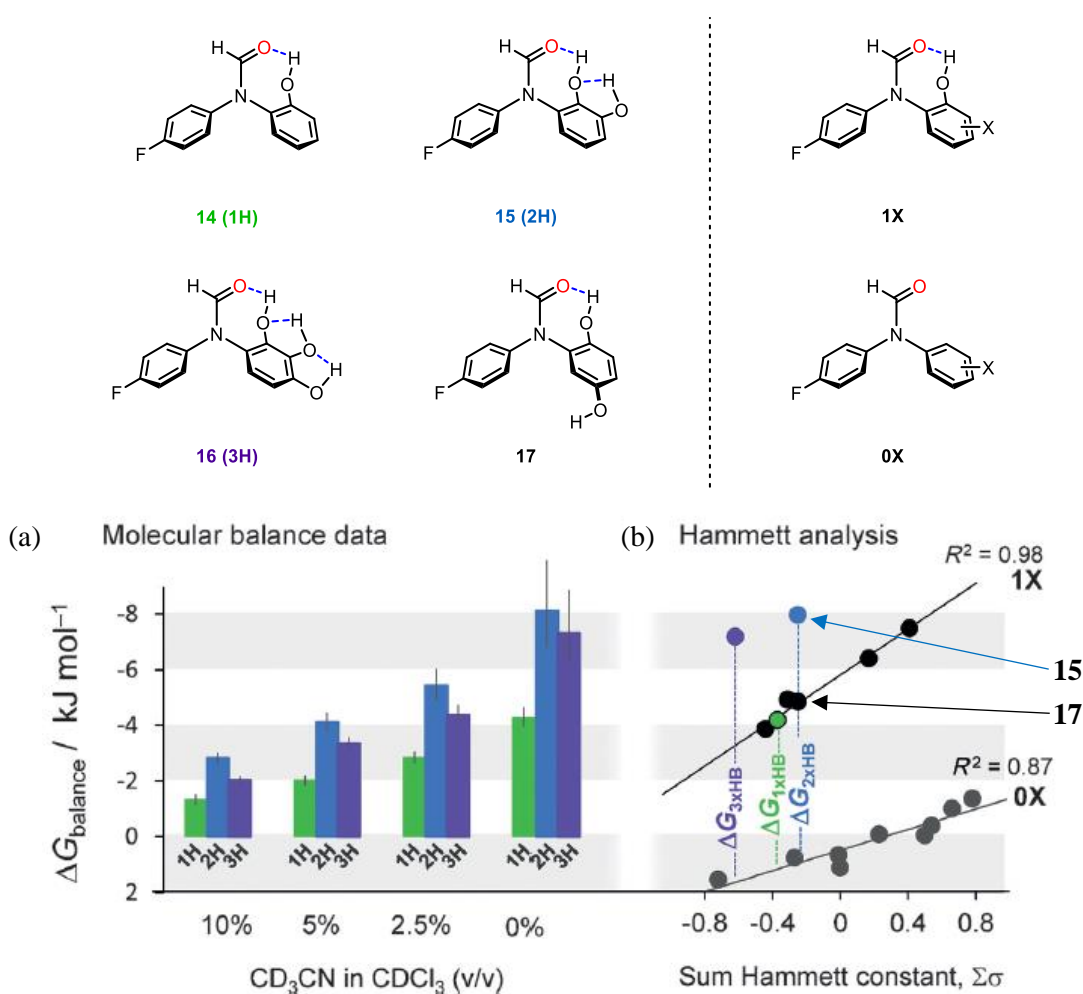 H O H
O
N
F
14 (1H)
H O H
O H
N O
F
15 (2H)
H O H
O
N
X
F
1X
H O H
O H
N O
H
O
F
16 (3H)
H O H
O
N
F
H O
17
H O
N
X
F
0X
(a) Molecular balance data
(b) Hammett analysis
R² = 0.98
1X
15
17
R² = 0.87
0X
ΔG3xHB
ΔG1xHB
ΔG2xHB
ΔGbalance / kJ mol⁻¹
-8
-6
-4
-2
0
2
1H 2H 3H 1H 2H 3H 1H 2H 3H 1H 2H 3H
10% 5% 2.5% 0%
CD₃CN in CDCl₃ (v/v)
-0.8 -0.4 0 0.4 0.8
Sum Hammett constant, Σσ